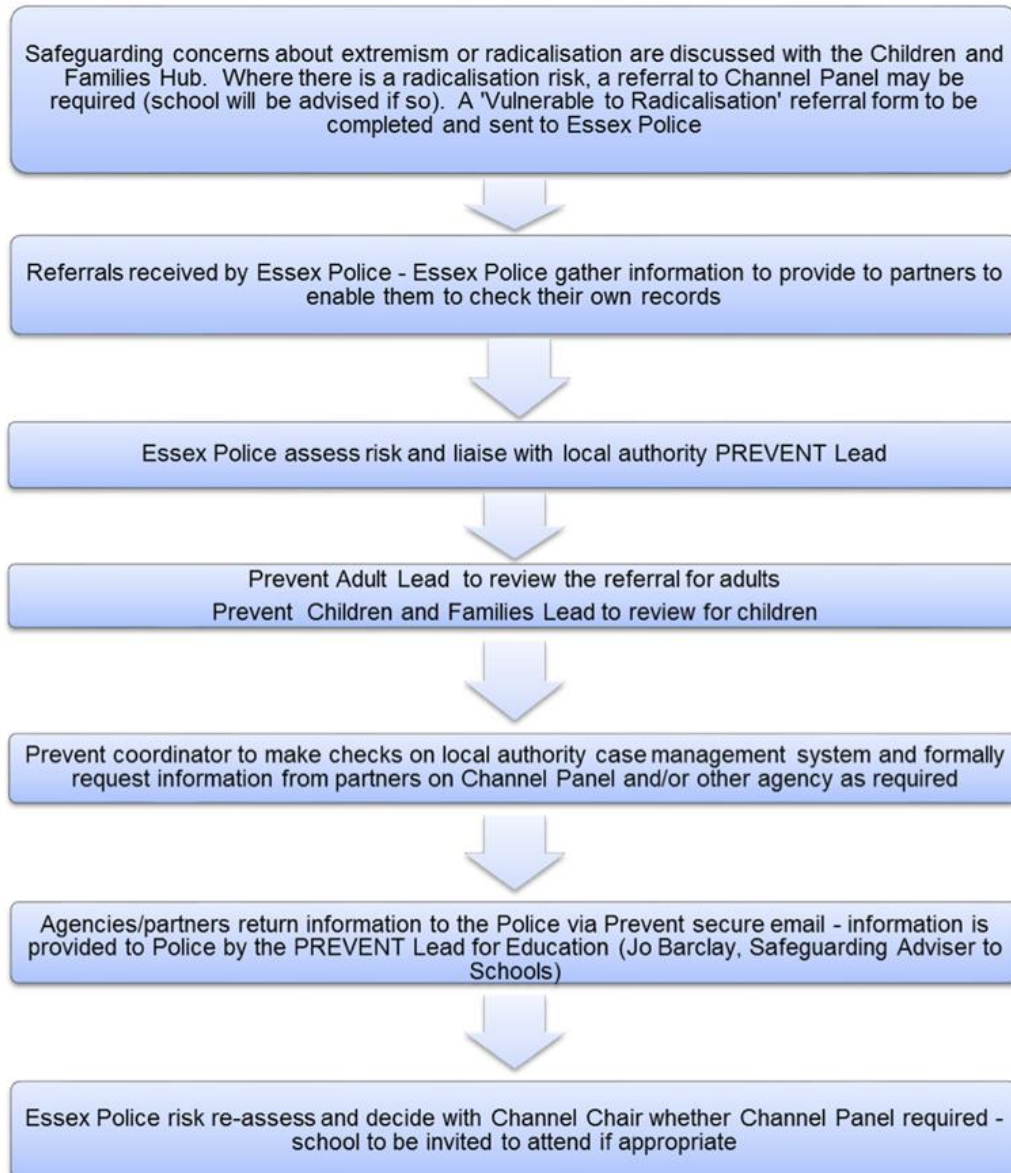 Safeguarding concerns about extremism or radicalisation are discussed with the Children and
Families Hub. Where there is a radicalisation risk, a referral to Channel Panel may be
required (school will be advised if so). A 'Vulnerable to Radicalisation' referral form to be
completed and sent to Essex Police
Referrals received by Essex Police - Essex Police gather information to provide to partners to
enable them to check their own records
Essex Police assess risk and liaise with local authority PREVENT Lead
Prevent Adult Lead to review the referral for adults
Prevent Children and Families Lead to review for children
Prevent coordinator to make checks on local authority case management system and formally
request information from partners on Channel Panel and/or other agency as required
Agencies/partners return information to the Police via Prevent secure email - information is
provided to Police by the PREVENT Lead for Education (Jo Barclay, Safeguarding Adviser to
Schools)
Essex Police risk re-assess and decide with Channel Chair whether Channel Panel required -
school to be invited to attend if appropriate